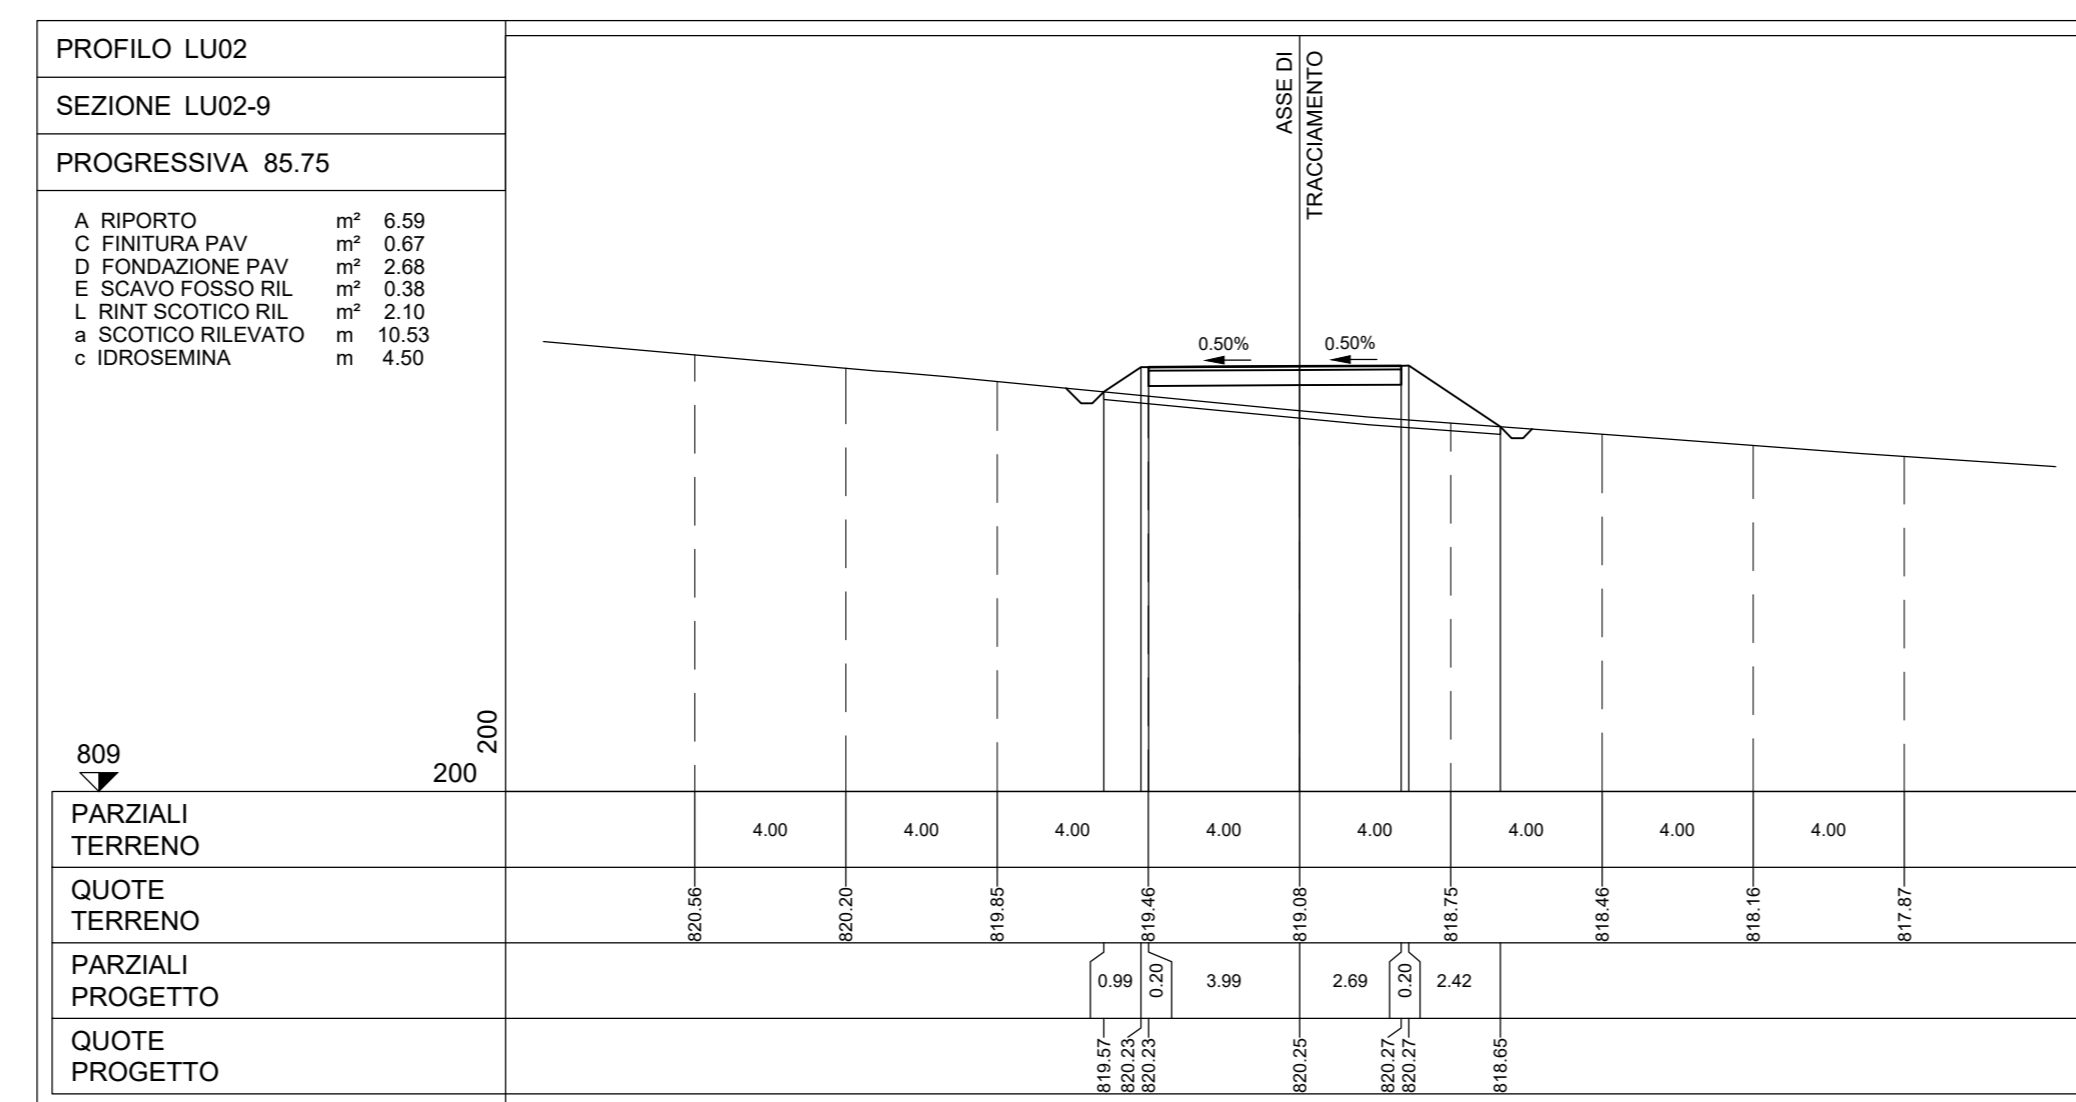 PROFILO LU02
SEZIONE LU02-9
PROGRESSIVA 85.75
A RIPORTO m² 6.59
C FINITURA PAV m² 0.67
D FONDAZIONE PAV m² 2.68
E SCAVO FOSSO RIL m² 0.38
L RINT SCOTICO RIL m² 2.10
a SCOTICO RILEVATO m 10.53
c IDROSEMINA m 4.50
ASSE DI
TRACCIAMENTO
0.50% 0.50%
809
200
200
PARZIALI
TERRENO
4.00 4.00 4.00 4.00 4.00 4.00 4.00 4.00
QUOTE
TERRENO
820.56 820.20 819.85 819.46 819.08 818.75 818.46 818.16 817.87
PARZIALI
PROGETTO
0.99 0.20 3.99 2.69 0.20 2.42
QUOTE
PROGETTO
819.57 820.23 820.23 820.25 820.27 820.27 818.65